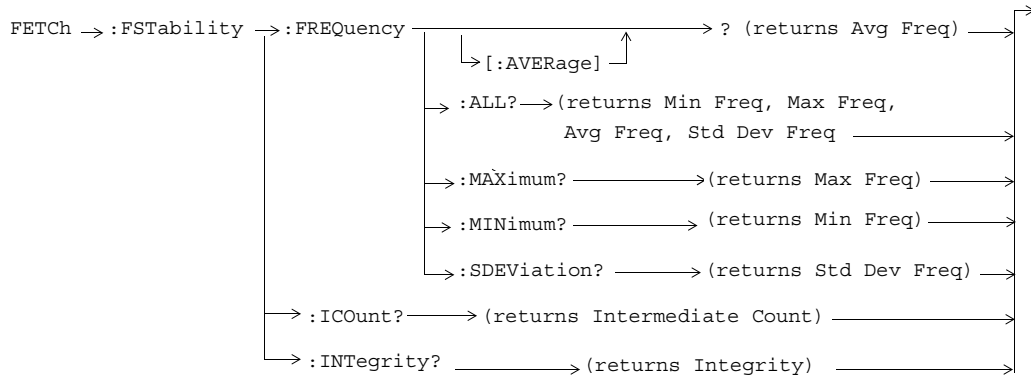 FETCh :FSTability :FREQuency ? (returns Avg Freq)
[:AVERage]
:ALL? (returns Min Freq, Max Freq,
Avg Freq, Std Dev Freq
:MAXimum? (returns Max Freq)
:MINimum? (returns Min Freq)
:SDEViation? (returns Std Dev Freq)
:ICOunt? (returns Intermediate Count)
:INTegrity? (returns Integrity)